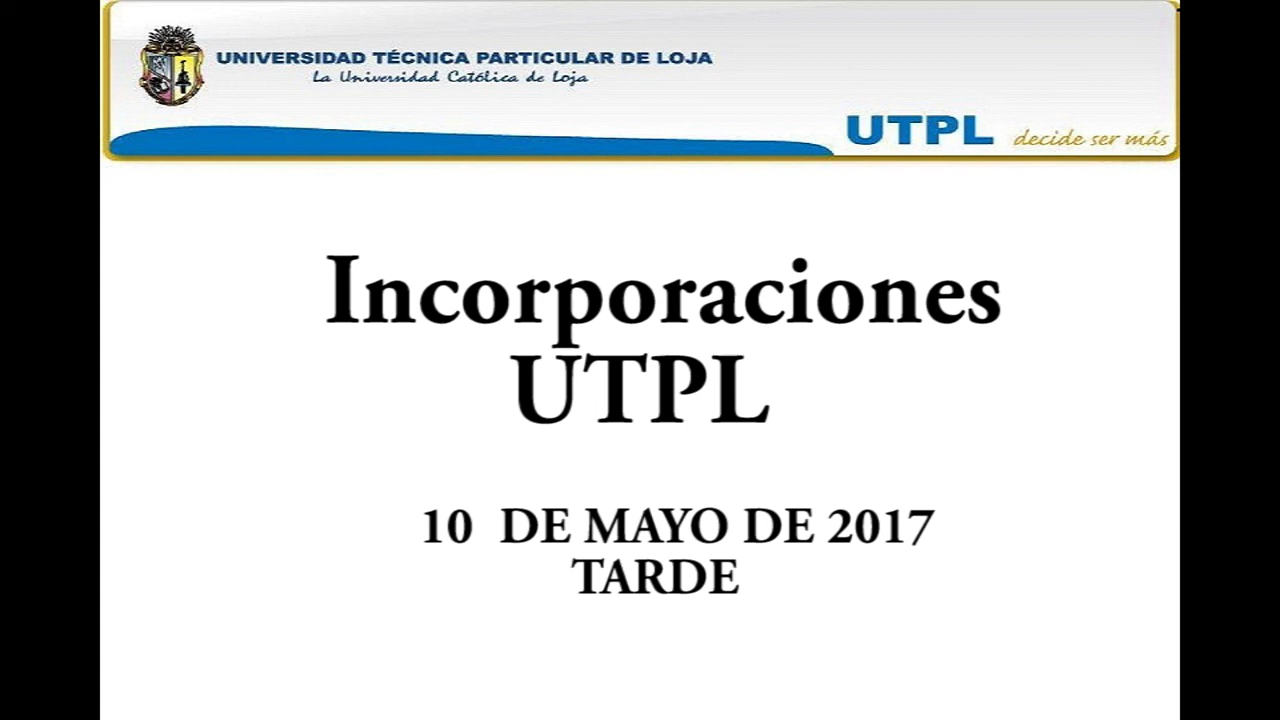 UNIVERSIDAD TÉCNICA PARTICULAR DE LOJA
La Universidad Católica de Loja
UTPL decide ser más
Incorporaciones
UTPL
10 DE MAYO DE 2017
TARDE